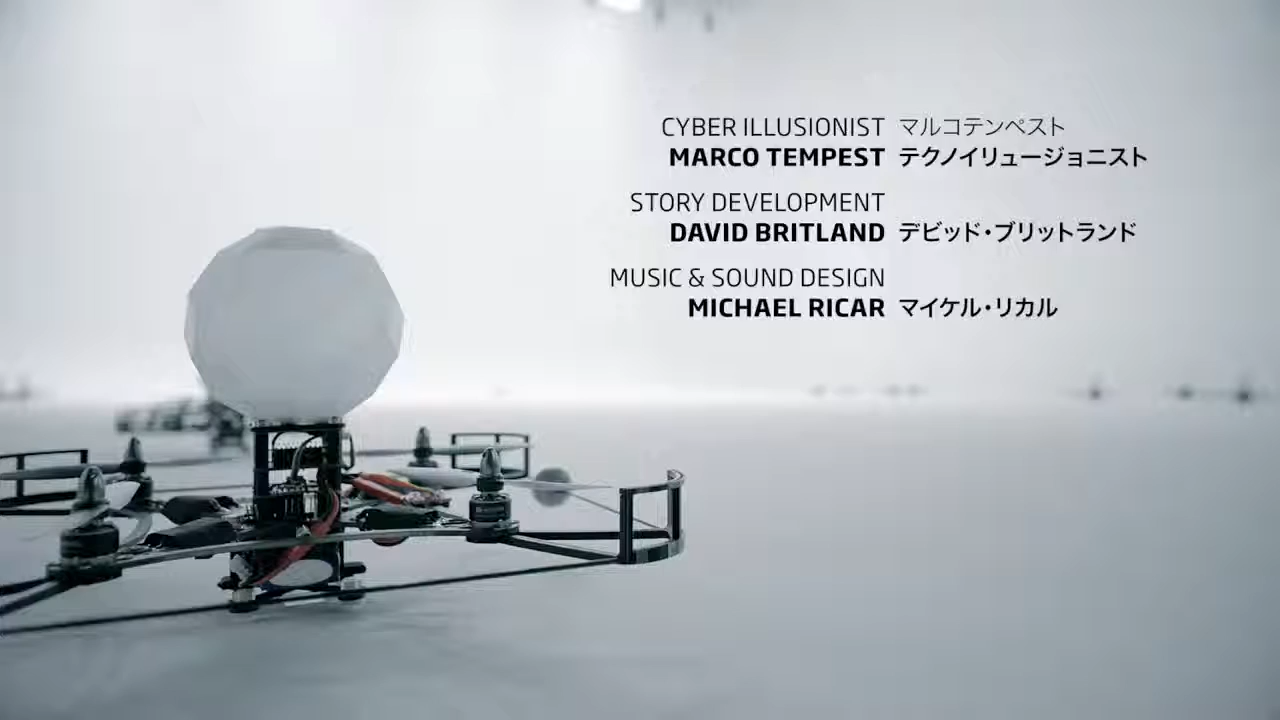 CYBER ILLUSIONIST マルコテンペスト
MARCO TEMPEST テクノイリュージョニスト
STORY DEVELOPMENT
DAVID BRITLAND デビッド・ブリットランド
MUSIC & SOUND DESIGN
MICHAEL RICAR マイケル・リカル